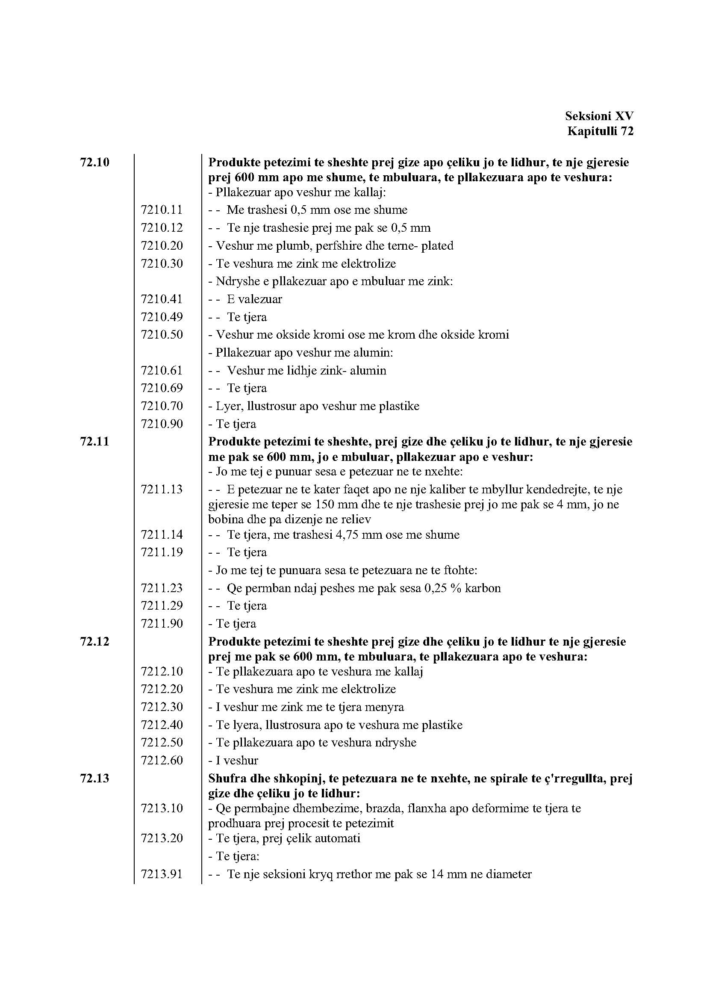 Seksioni XV
Kapitulli 72
72.10 Produkte petezimi te sheshte prej gize apo çeliku jo te lidhur, te nje gjeresie
prej 600 mm apo me shume, te mbuluara, te pllakezuara apo te veshura:
- Pllakezuar apo veshur me kallaj:
7210.11 - - Me trashesi 0,5 mm ose me shume
7210.12 - - Te nje trashesie prej me pak se 0,5 mm
7210.20 - Veshur me plumb, perfshire dhe terne- plated
7210.30 - Te veshura me zink me elektrolize
- Ndryshe e pllakezuar apo e mbuluar me zink:
7210.41 - - E valezuar
7210.49 - - Te tjera
7210.50 - Veshur me okside kromi ose me krom dhe okside kromi
- Pllakezuar apo veshur me alumin:
7210.61 - - Veshur me lidhje zink- alumin
7210.69 - - Te tjera
7210.70 - Lyer, llustrosur apo veshur me plastike
7210.90 - Te tjera
72.11 Produkte petezimi te sheshte, prej gize dhe çeliku jo te lidhur, te nje gjeresie
me pak se 600 mm, jo e mbuluar, pllakezuar apo e veshur:
- Jo me tej e punuar sesa e petezuar ne te nxehte:
7211.13 - - E petezuar ne te kater faqet apo ne nje kaliber te mbyllur kendedrejte, te nje
gjeresie me teper se 150 mm dhe te nje trashesie prej jo me pak se 4 mm, jo ne
bobina dhe pa dizenje ne reliev
7211.14 - - Te tjera, me trashesi 4,75 mm ose me shume
7211.19 - - Te tjera
- Jo me tej te punuara sesa te petezuara ne te ftohte:
7211.23 - - Qe permban ndaj peshes me pak sesa 0,25 % karbon
7211.29 - - Te tjera
7211.90 - Te tjera
72.12 Produkte petezimi te sheshte prej gize dhe çeliku jo te lidhur te nje gjeresie
prej me pak se 600 mm, te mbuluara, te pllakezuara apo te veshura:
7212.10 - Te pllakezuara apo te veshura me kallaj
7212.20 - Te veshura me zink me elektrolize
7212.30 - I veshur me zink me te tjera menyra
7212.40 - Te lyera, llustrosura apo te veshura me plastike
7212.50 - Te pllakezuara apo te veshura ndryshe
7212.60 - I veshur
72.13 Shufra dhe shkopinj, te petezuara ne te nxehte, ne spirale te ç'rregullta, prej
gize dhe çeliku jo te lidhur:
7213.10 - Qe permbajne dhembezime, brazda, flanxha apo deformime te tjera te
prodhuara prej procesit te petezimit
7213.20 - Te tjera, prej çelik automati
- Te tjera:
7213.91 - - Te nje seksioni kryq rrethor me pak se 14 mm ne diameter